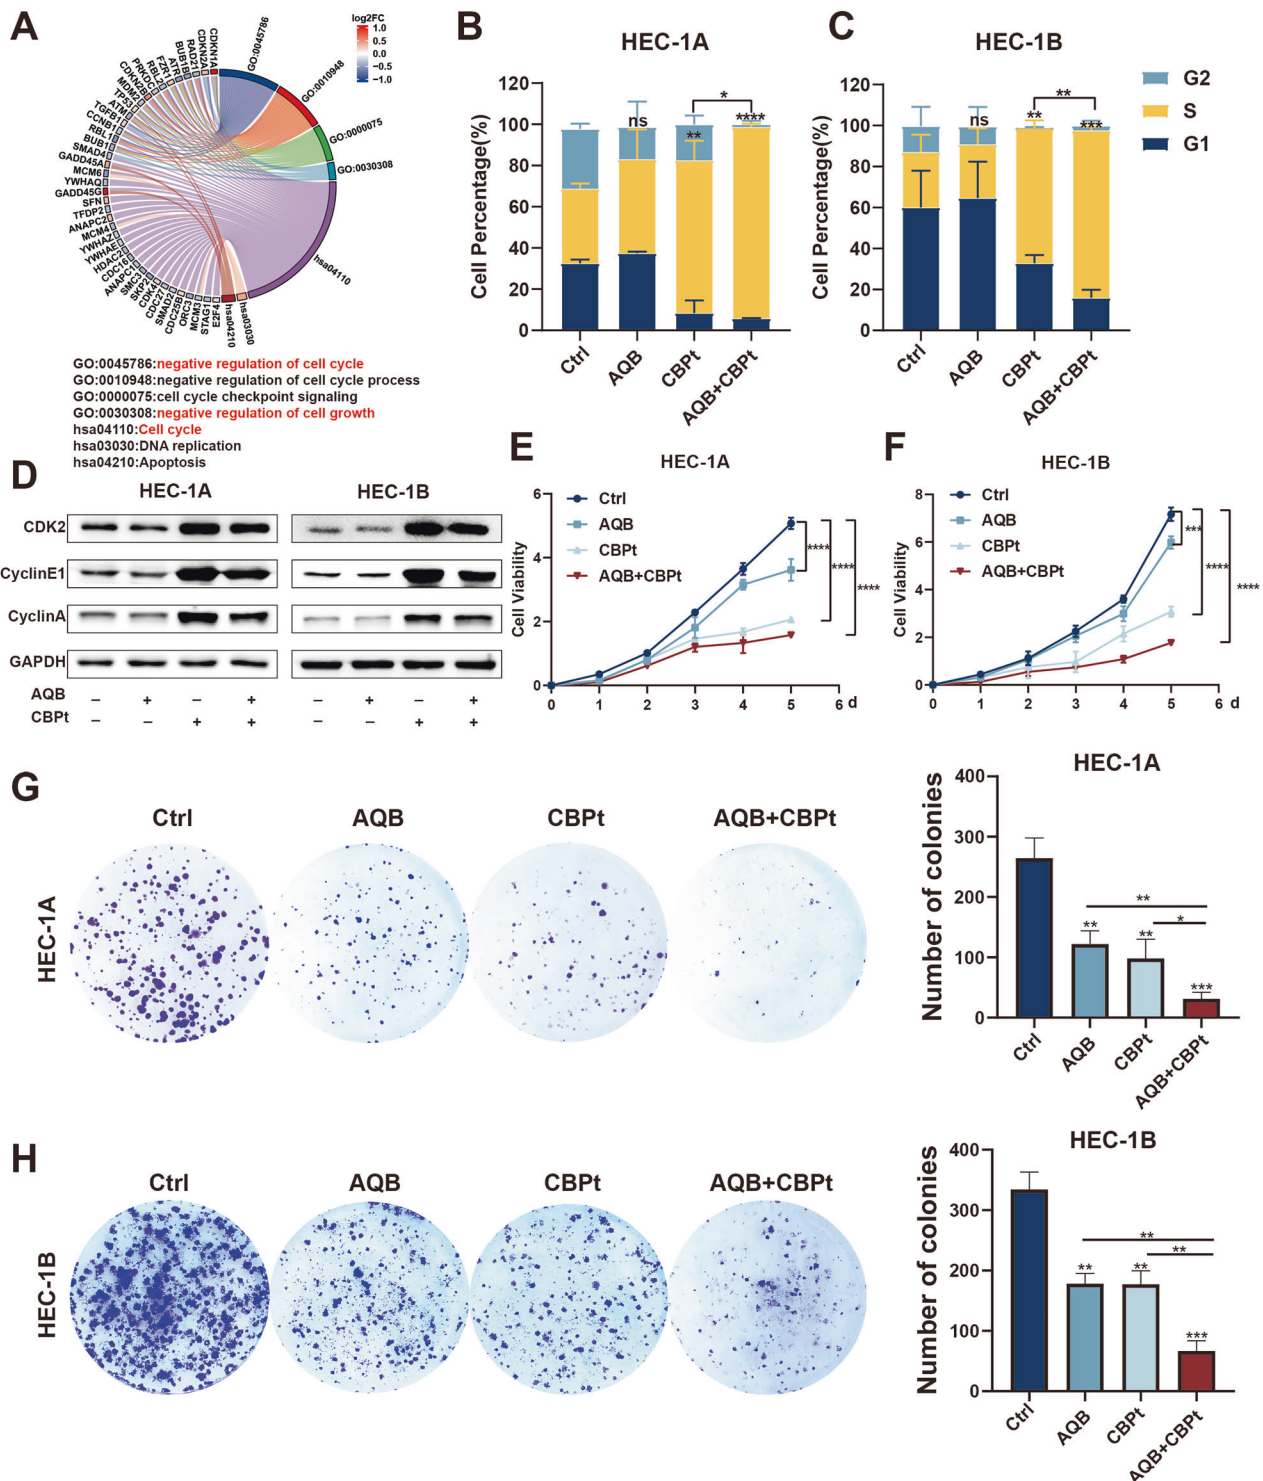 A
log2FC
1.0
0.5
0.0
−0.5
−1.0
GO:0045786
GO:0010948
GO:0000075
GO:0030308
hsa04110
hsa03030
hsa04210
CDKN1A
CDKN2A
RAD21
BUB1B
ATR
FZR1
RBL2
PRKDC
CDKN2B
MDM2
TP53
ATM
TGFB1
CCNB1
RBL1
BUB1
SMAD4
GADD45A
MCM6
YWHAQ
GADD45G
SFN
TFDP2
ANAPC2
MCM4
YWHAZ
YWHAE
HDAC2
CDC16
ANAPC1
SMC3
SKP2
CDK4
CDC27
SMAD2
CDC25B
ORC3
MCM3
STAG1
E2F4
GO:0045786:negative regulation of cell cycle
GO:0010948:negative regulation of cell cycle process
GO:0000075:cell cycle checkpoint signaling
GO:0030308:negative regulation of cell growth
hsa04110:Cell cycle
hsa03030:DNA replication
hsa04210:Apoptosis
B
HEC-1A
Cell Percentage(%)
120
100
80
60
40
20
0
ns
**
*
****
Ctrl
AQB
CBPt
AQB+CBPt
C
HEC-1B
Cell Percentage(%)
120
100
80
60
40
20
0
ns
**
**
***
Ctrl
AQB
CBPt
AQB+CBPt
G2
S
G1
D
HEC-1A
HEC-1B
CDK2
CyclinE1
CyclinA
GAPDH
AQB − + − + − + − +
CBPt − − + + − − + +
E
HEC-1A
Cell Viability
6
4
2
0
Ctrl
AQB
CBPt
AQB+CBPt
****
****
****
0 1 2 3 4 5 6 d
F
HEC-1B
Cell Viability
8
6
4
2
0
Ctrl
AQB
CBPt
AQB+CBPt
***
****
****
0 1 2 3 4 5 6 d
G
HEC-1A
Ctrl
AQB
CBPt
AQB+CBPt
HEC-1A
Number of colonies
400
300
200
100
0
**
*
**
**
***
Ctrl
AQB
CBPt
AQB+CBPt
H
HEC-1B
Ctrl
AQB
CBPt
AQB+CBPt
HEC-1B
Number of colonies
400
300
200
100
0
**
**
**
**
***
Ctrl
AQB
CBPt
AQB+CBPt